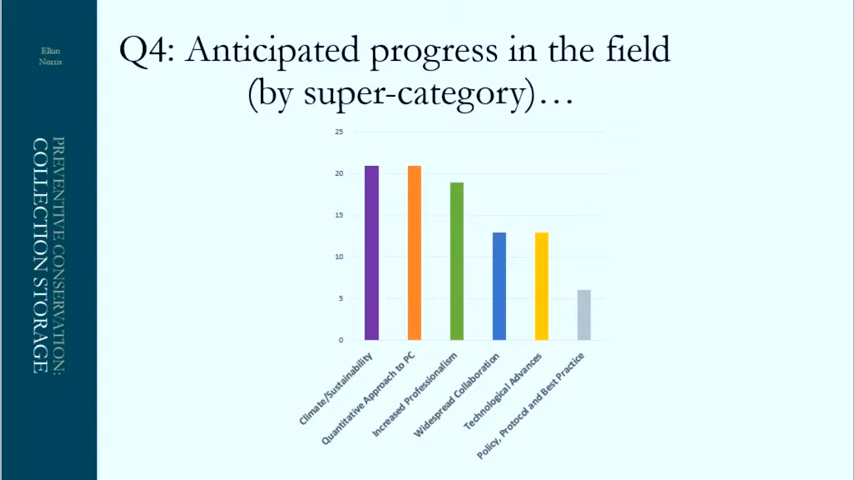 Elkin
Norris
PREVENTIVE CONSERVATION:
COLLECTION STORAGE
Q4: Anticipated progress in the field
(by super-category)…
25
20
15
10
5
0
Climate/Sustainability
Quantitative Approach to PC
Increased Professionalism
Widespread Collaboration
Technological Advances
Policy, Protocol and Best Practice